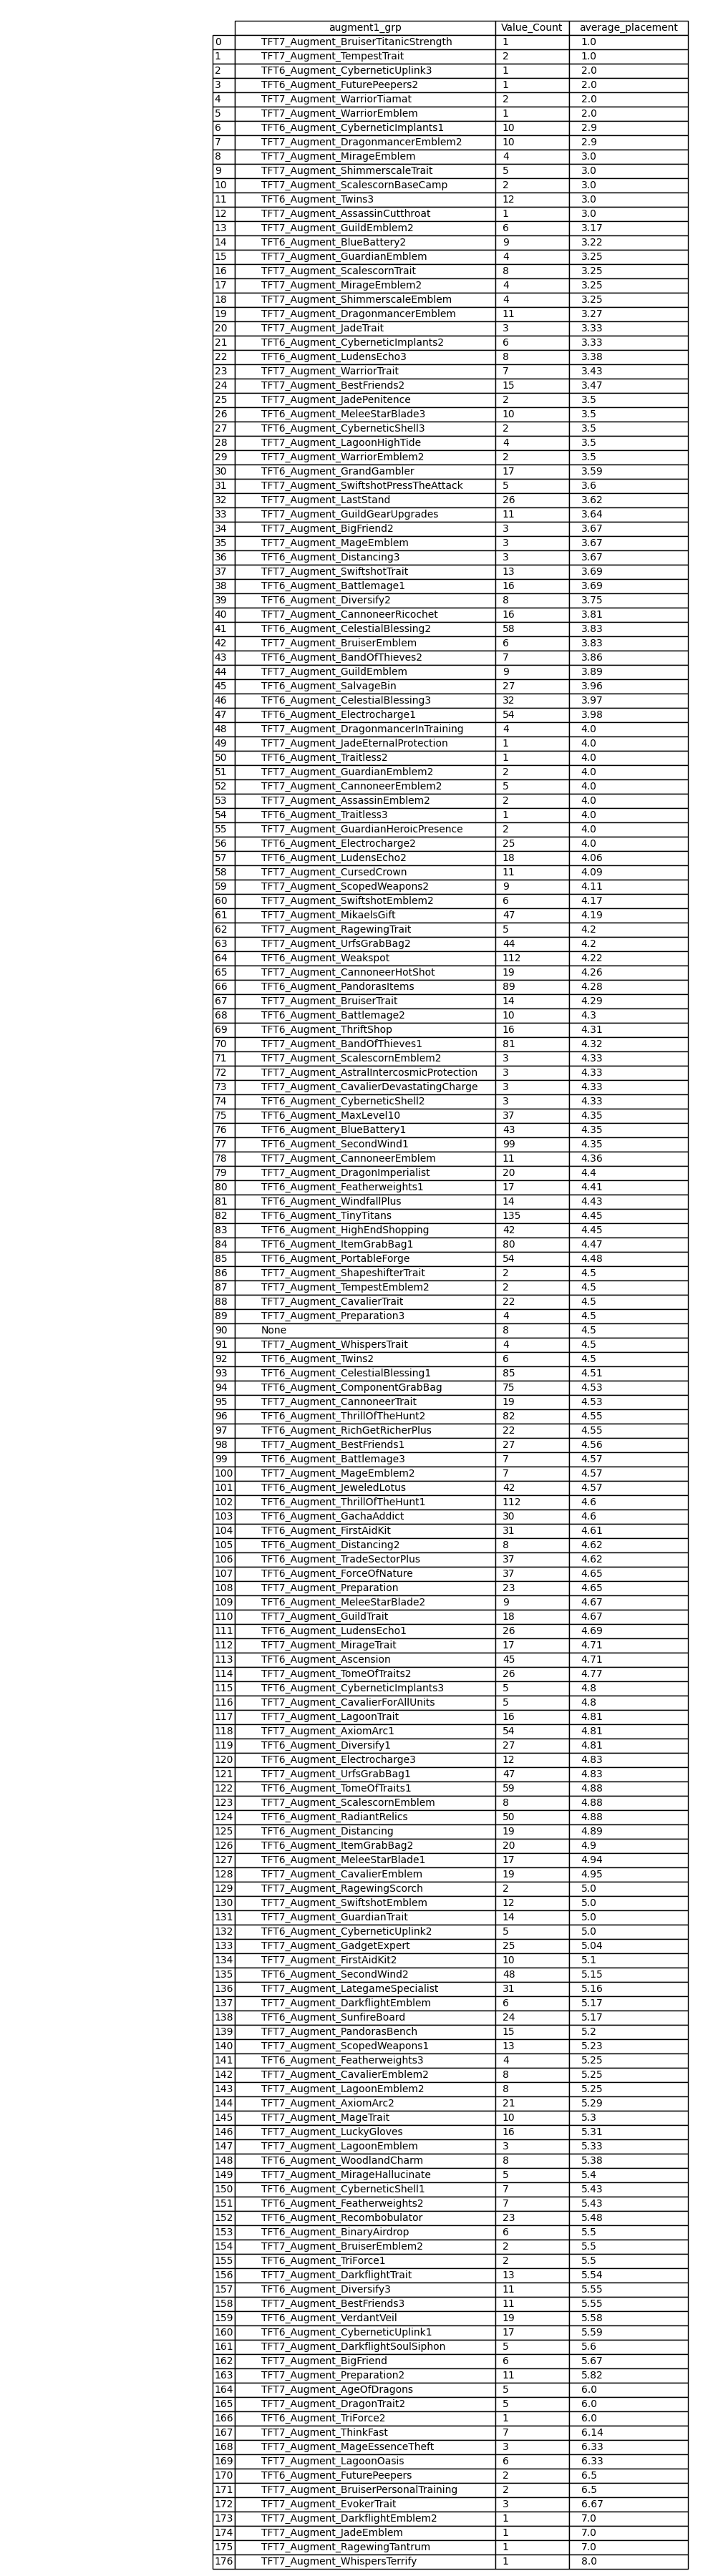 augment1_grp Value_Count average_placement
0 TFT7_Augment_BruiserTitanicStrength 1 1.0
1 TFT7_Augment_TempestTrait 2 1.0
2 TFT6_Augment_CyberneticUplink3 1 2.0
3 TFT6_Augment_FuturePeepers2 1 2.0
4 TFT7_Augment_WarriorTiamat 2 2.0
5 TFT7_Augment_WarriorEmblem 1 2.0
6 TFT6_Augment_CyberneticImplants1 10 2.9
7 TFT7_Augment_DragonmancerEmblem2 10 2.9
8 TFT7_Augment_MirageEmblem 4 3.0
9 TFT7_Augment_ShimmerscaleTrait 5 3.0
10 TFT7_Augment_ScalescornBaseCamp 2 3.0
11 TFT6_Augment_Twins3 12 3.0
12 TFT7_Augment_AssassinCutthroat 1 3.0
13 TFT7_Augment_GuildEmblem2 6 3.17
14 TFT6_Augment_BlueBattery2 9 3.22
15 TFT7_Augment_GuardianEmblem 4 3.25
16 TFT7_Augment_ScalescornTrait 8 3.25
17 TFT7_Augment_MirageEmblem2 4 3.25
18 TFT7_Augment_ShimmerscaleEmblem 4 3.25
19 TFT7_Augment_DragonmancerEmblem 11 3.27
20 TFT7_Augment_JadeTrait 3 3.33
21 TFT6_Augment_CyberneticImplants2 6 3.33
22 TFT6_Augment_LudensEcho3 8 3.38
23 TFT7_Augment_WarriorTrait 7 3.43
24 TFT7_Augment_BestFriends2 15 3.47
25 TFT7_Augment_JadePenitence 2 3.5
26 TFT6_Augment_MeleeStarBlade3 10 3.5
27 TFT6_Augment_CyberneticShell3 2 3.5
28 TFT7_Augment_LagoonHighTide 4 3.5
29 TFT7_Augment_WarriorEmblem2 2 3.5
30 TFT6_Augment_GrandGambler 17 3.59
31 TFT7_Augment_SwiftshotPressTheAttack 5 3.6
32 TFT7_Augment_LastStand 26 3.62
33 TFT7_Augment_GuildGearUpgrades 11 3.64
34 TFT7_Augment_BigFriend2 3 3.67
35 TFT7_Augment_MageEmblem 3 3.67
36 TFT6_Augment_Distancing3 3 3.67
37 TFT7_Augment_SwiftshotTrait 13 3.69
38 TFT6_Augment_Battlemage1 16 3.69
39 TFT6_Augment_Diversify2 8 3.75
40 TFT7_Augment_CannoneerRicochet 16 3.81
41 TFT6_Augment_CelestialBlessing2 58 3.83
42 TFT7_Augment_BruiserEmblem 6 3.83
43 TFT6_Augment_BandOfThieves2 7 3.86
44 TFT7_Augment_GuildEmblem 9 3.89
45 TFT6_Augment_SalvageBin 27 3.96
46 TFT6_Augment_CelestialBlessing3 32 3.97
47 TFT6_Augment_Electrocharge1 54 3.98
48 TFT7_Augment_DragonmancerInTraining 4 4.0
49 TFT7_Augment_JadeEternalProtection 1 4.0
50 TFT6_Augment_Traitless2 1 4.0
51 TFT7_Augment_GuardianEmblem2 2 4.0
52 TFT7_Augment_CannoneerEmblem2 5 4.0
53 TFT7_Augment_AssassinEmblem2 2 4.0
54 TFT6_Augment_Traitless3 1 4.0
55 TFT7_Augment_GuardianHeroicPresence 2 4.0
56 TFT6_Augment_Electrocharge2 25 4.0
57 TFT6_Augment_LudensEcho2 18 4.06
58 TFT7_Augment_CursedCrown 11 4.09
59 TFT7_Augment_ScopedWeapons2 9 4.11
60 TFT7_Augment_SwiftshotEmblem2 6 4.17
61 TFT7_Augment_MikaelsGift 47 4.19
62 TFT7_Augment_RagewingTrait 5 4.2
63 TFT7_Augment_UrfsGrabBag2 44 4.2
64 TFT6_Augment_Weakspot 112 4.22
65 TFT7_Augment_CannoneerHotShot 19 4.26
66 TFT6_Augment_PandorasItems 89 4.28
67 TFT7_Augment_BruiserTrait 14 4.29
68 TFT6_Augment_Battlemage2 10 4.3
69 TFT6_Augment_ThriftShop 16 4.31
70 TFT6_Augment_BandOfThieves1 81 4.32
71 TFT7_Augment_ScalescornEmblem2 3 4.33
72 TFT7_Augment_AstralIntercosmicProtection 3 4.33
73 TFT7_Augment_CavalierDevastatingCharge 3 4.33
74 TFT6_Augment_CyberneticShell2 3 4.33
75 TFT6_Augment_MaxLevel10 37 4.35
76 TFT6_Augment_BlueBattery1 43 4.35
77 TFT6_Augment_SecondWind1 99 4.35
78 TFT7_Augment_CannoneerEmblem 11 4.36
79 TFT7_Augment_DragonImperialist 20 4.4
80 TFT6_Augment_Featherweights1 17 4.41
81 TFT6_Augment_WindfallPlus 14 4.43
82 TFT6_Augment_TinyTitans 135 4.45
83 TFT6_Augment_HighEndShopping 42 4.45
84 TFT6_Augment_ItemGrabBag1 80 4.47
85 TFT6_Augment_PortableForge 54 4.48
86 TFT7_Augment_ShapeshifterTrait 2 4.5
87 TFT7_Augment_TempestEmblem2 2 4.5
88 TFT7_Augment_CavalierTrait 22 4.5
89 TFT7_Augment_Preparation3 4 4.5
90 None 8 4.5
91 TFT7_Augment_WhispersTrait 4 4.5
92 TFT6_Augment_Twins2 6 4.5
93 TFT6_Augment_CelestialBlessing1 85 4.51
94 TFT6_Augment_ComponentGrabBag 75 4.53
95 TFT7_Augment_CannoneerTrait 19 4.53
96 TFT6_Augment_ThrillOfTheHunt2 82 4.55
97 TFT6_Augment_RichGetRicherPlus 22 4.55
98 TFT7_Augment_BestFriends1 27 4.56
99 TFT6_Augment_Battlemage3 7 4.57
100 TFT7_Augment_MageEmblem2 7 4.57
101 TFT6_Augment_JeweledLotus 42 4.57
102 TFT6_Augment_ThrillOfTheHunt1 112 4.6
103 TFT6_Augment_GachaAddict 30 4.6
104 TFT6_Augment_FirstAidKit 31 4.61
105 TFT6_Augment_Distancing2 8 4.62
106 TFT6_Augment_TradeSectorPlus 37 4.62
107 TFT6_Augment_ForceOfNature 37 4.65
108 TFT7_Augment_Preparation 23 4.65
109 TFT6_Augment_MeleeStarBlade2 9 4.67
110 TFT7_Augment_GuildTrait 18 4.67
111 TFT6_Augment_LudensEcho1 26 4.69
112 TFT7_Augment_MirageTrait 17 4.71
113 TFT6_Augment_Ascension 45 4.71
114 TFT7_Augment_TomeOfTraits2 26 4.77
115 TFT6_Augment_CyberneticImplants3 5 4.8
116 TFT7_Augment_CavalierForAllUnits 5 4.8
117 TFT7_Augment_LagoonTrait 16 4.81
118 TFT7_Augment_AxiomArc1 54 4.81
119 TFT6_Augment_Diversify1 27 4.81
120 TFT6_Augment_Electrocharge3 12 4.83
121 TFT7_Augment_UrfsGrabBag1 47 4.83
122 TFT6_Augment_TomeOfTraits1 59 4.88
123 TFT7_Augment_ScalescornEmblem 8 4.88
124 TFT6_Augment_RadiantRelics 50 4.88
125 TFT6_Augment_Distancing 19 4.89
126 TFT6_Augment_ItemGrabBag2 20 4.9
127 TFT6_Augment_MeleeStarBlade1 17 4.94
128 TFT7_Augment_CavalierEmblem 19 4.95
129 TFT7_Augment_RagewingScorch 2 5.0
130 TFT7_Augment_SwiftshotEmblem 12 5.0
131 TFT7_Augment_GuardianTrait 14 5.0
132 TFT6_Augment_CyberneticUplink2 5 5.0
133 TFT7_Augment_GadgetExpert 25 5.04
134 TFT7_Augment_FirstAidKit2 10 5.1
135 TFT6_Augment_SecondWind2 48 5.15
136 TFT7_Augment_LategameSpecialist 31 5.16
137 TFT7_Augment_DarkflightEmblem 6 5.17
138 TFT6_Augment_SunfireBoard 24 5.17
139 TFT7_Augment_PandorasBench 15 5.2
140 TFT7_Augment_ScopedWeapons1 13 5.23
141 TFT6_Augment_Featherweights3 4 5.25
142 TFT7_Augment_CavalierEmblem2 8 5.25
143 TFT7_Augment_LagoonEmblem2 8 5.25
144 TFT7_Augment_AxiomArc2 21 5.29
145 TFT7_Augment_MageTrait 10 5.3
146 TFT7_Augment_LuckyGloves 16 5.31
147 TFT7_Augment_LagoonEmblem 3 5.33
148 TFT6_Augment_WoodlandCharm 8 5.38
149 TFT7_Augment_MirageHallucinate 5 5.4
150 TFT6_Augment_CyberneticShell1 7 5.43
151 TFT6_Augment_Featherweights2 7 5.43
152 TFT6_Augment_Recombobulator 23 5.48
153 TFT6_Augment_BinaryAirdrop 6 5.5
154 TFT7_Augment_BruiserEmblem2 2 5.5
155 TFT6_Augment_TriForce1 2 5.5
156 TFT7_Augment_DarkflightTrait 13 5.54
157 TFT6_Augment_Diversify3 11 5.55
158 TFT7_Augment_BestFriends3 11 5.55
159 TFT6_Augment_VerdantVeil 19 5.58
160 TFT6_Augment_CyberneticUplink1 17 5.59
161 TFT7_Augment_DarkflightSoulSiphon 5 5.6
162 TFT7_Augment_BigFriend 6 5.67
163 TFT7_Augment_Preparation2 11 5.82
164 TFT7_Augment_AgeOfDragons 5 6.0
165 TFT7_Augment_DragonTrait2 5 6.0
166 TFT6_Augment_TriForce2 1 6.0
167 TFT7_Augment_ThinkFast 7 6.14
168 TFT7_Augment_MageEssenceTheft 3 6.33
169 TFT7_Augment_LagoonOasis 6 6.33
170 TFT6_Augment_FuturePeepers 2 6.5
171 TFT7_Augment_BruiserPersonalTraining 2 6.5
172 TFT7_Augment_EvokerTrait 3 6.67
173 TFT7_Augment_DarkflightEmblem2 1 7.0
174 TFT7_Augment_JadeEmblem 1 7.0
175 TFT7_Augment_RagewingTantrum 1 7.0
176 TFT7_Augment_WhispersTerrify 1 8.0